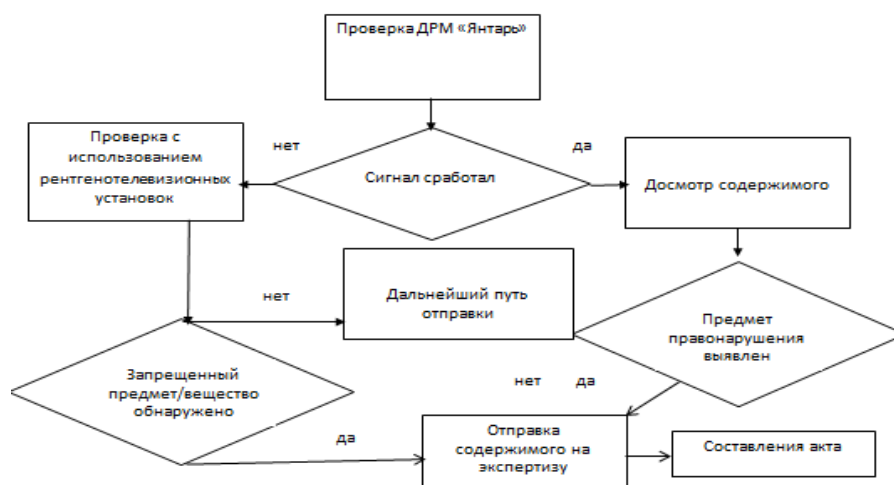 Проверка ДРМ «Янтарь»
Проверка с
использованием
рентгенотелевизионных
установок
нет
Сигнал сработал
да
Досмотр содержимого
нет
Дальнейший путь
отправки
Предмет
правонарушения
выявлен
Запрещенный
предмет/вещество
обнаружено
нет
да
да
Отправка
содержимого на
экспертизу
Составления акта